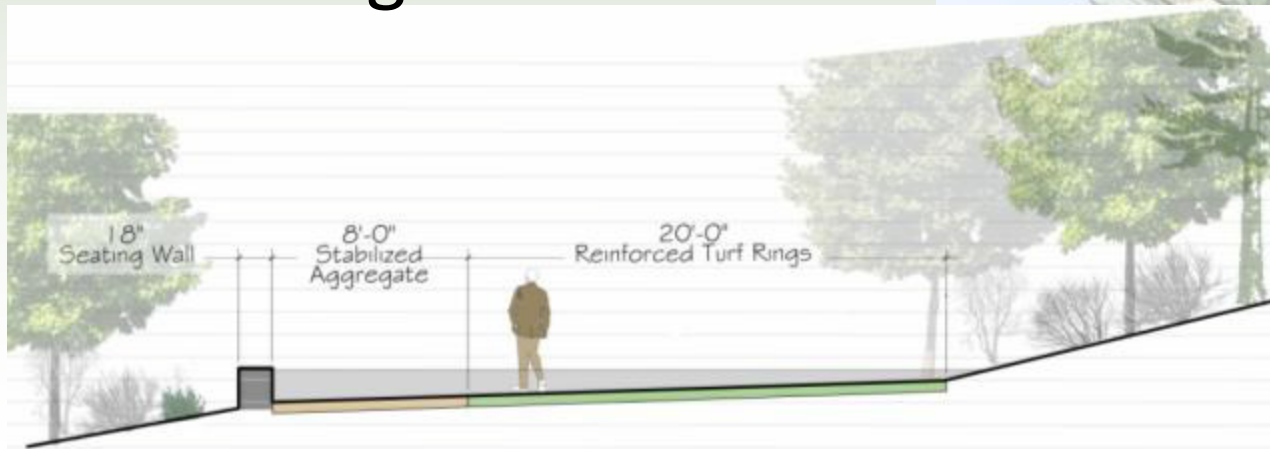 18"
Seating Wall
8'-0"
Stabilized
Aggregate
20'-0"
Reinforced Turf Rings